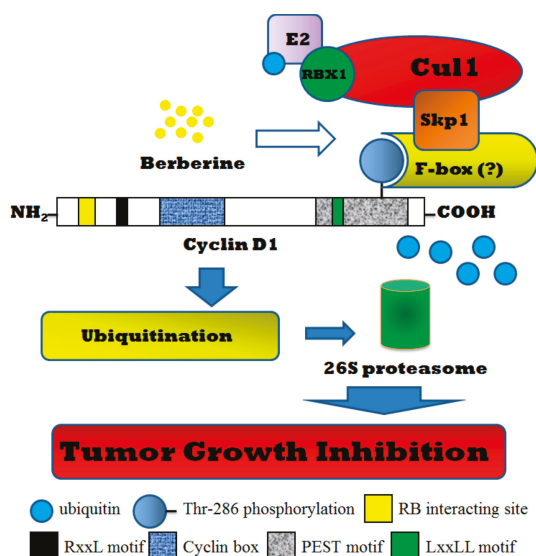 E2
RBX1
Cul1
Skp1
Berberine
F-box (?)
NH2
COOH
Cyclin D1
Ubiquitination
26S proteasome
Tumor Growth Inhibition
ubiquitin Thr-286 phosphorylation RB interacting site
RxxL motif Cyclin box PEST motif LxxLL motif